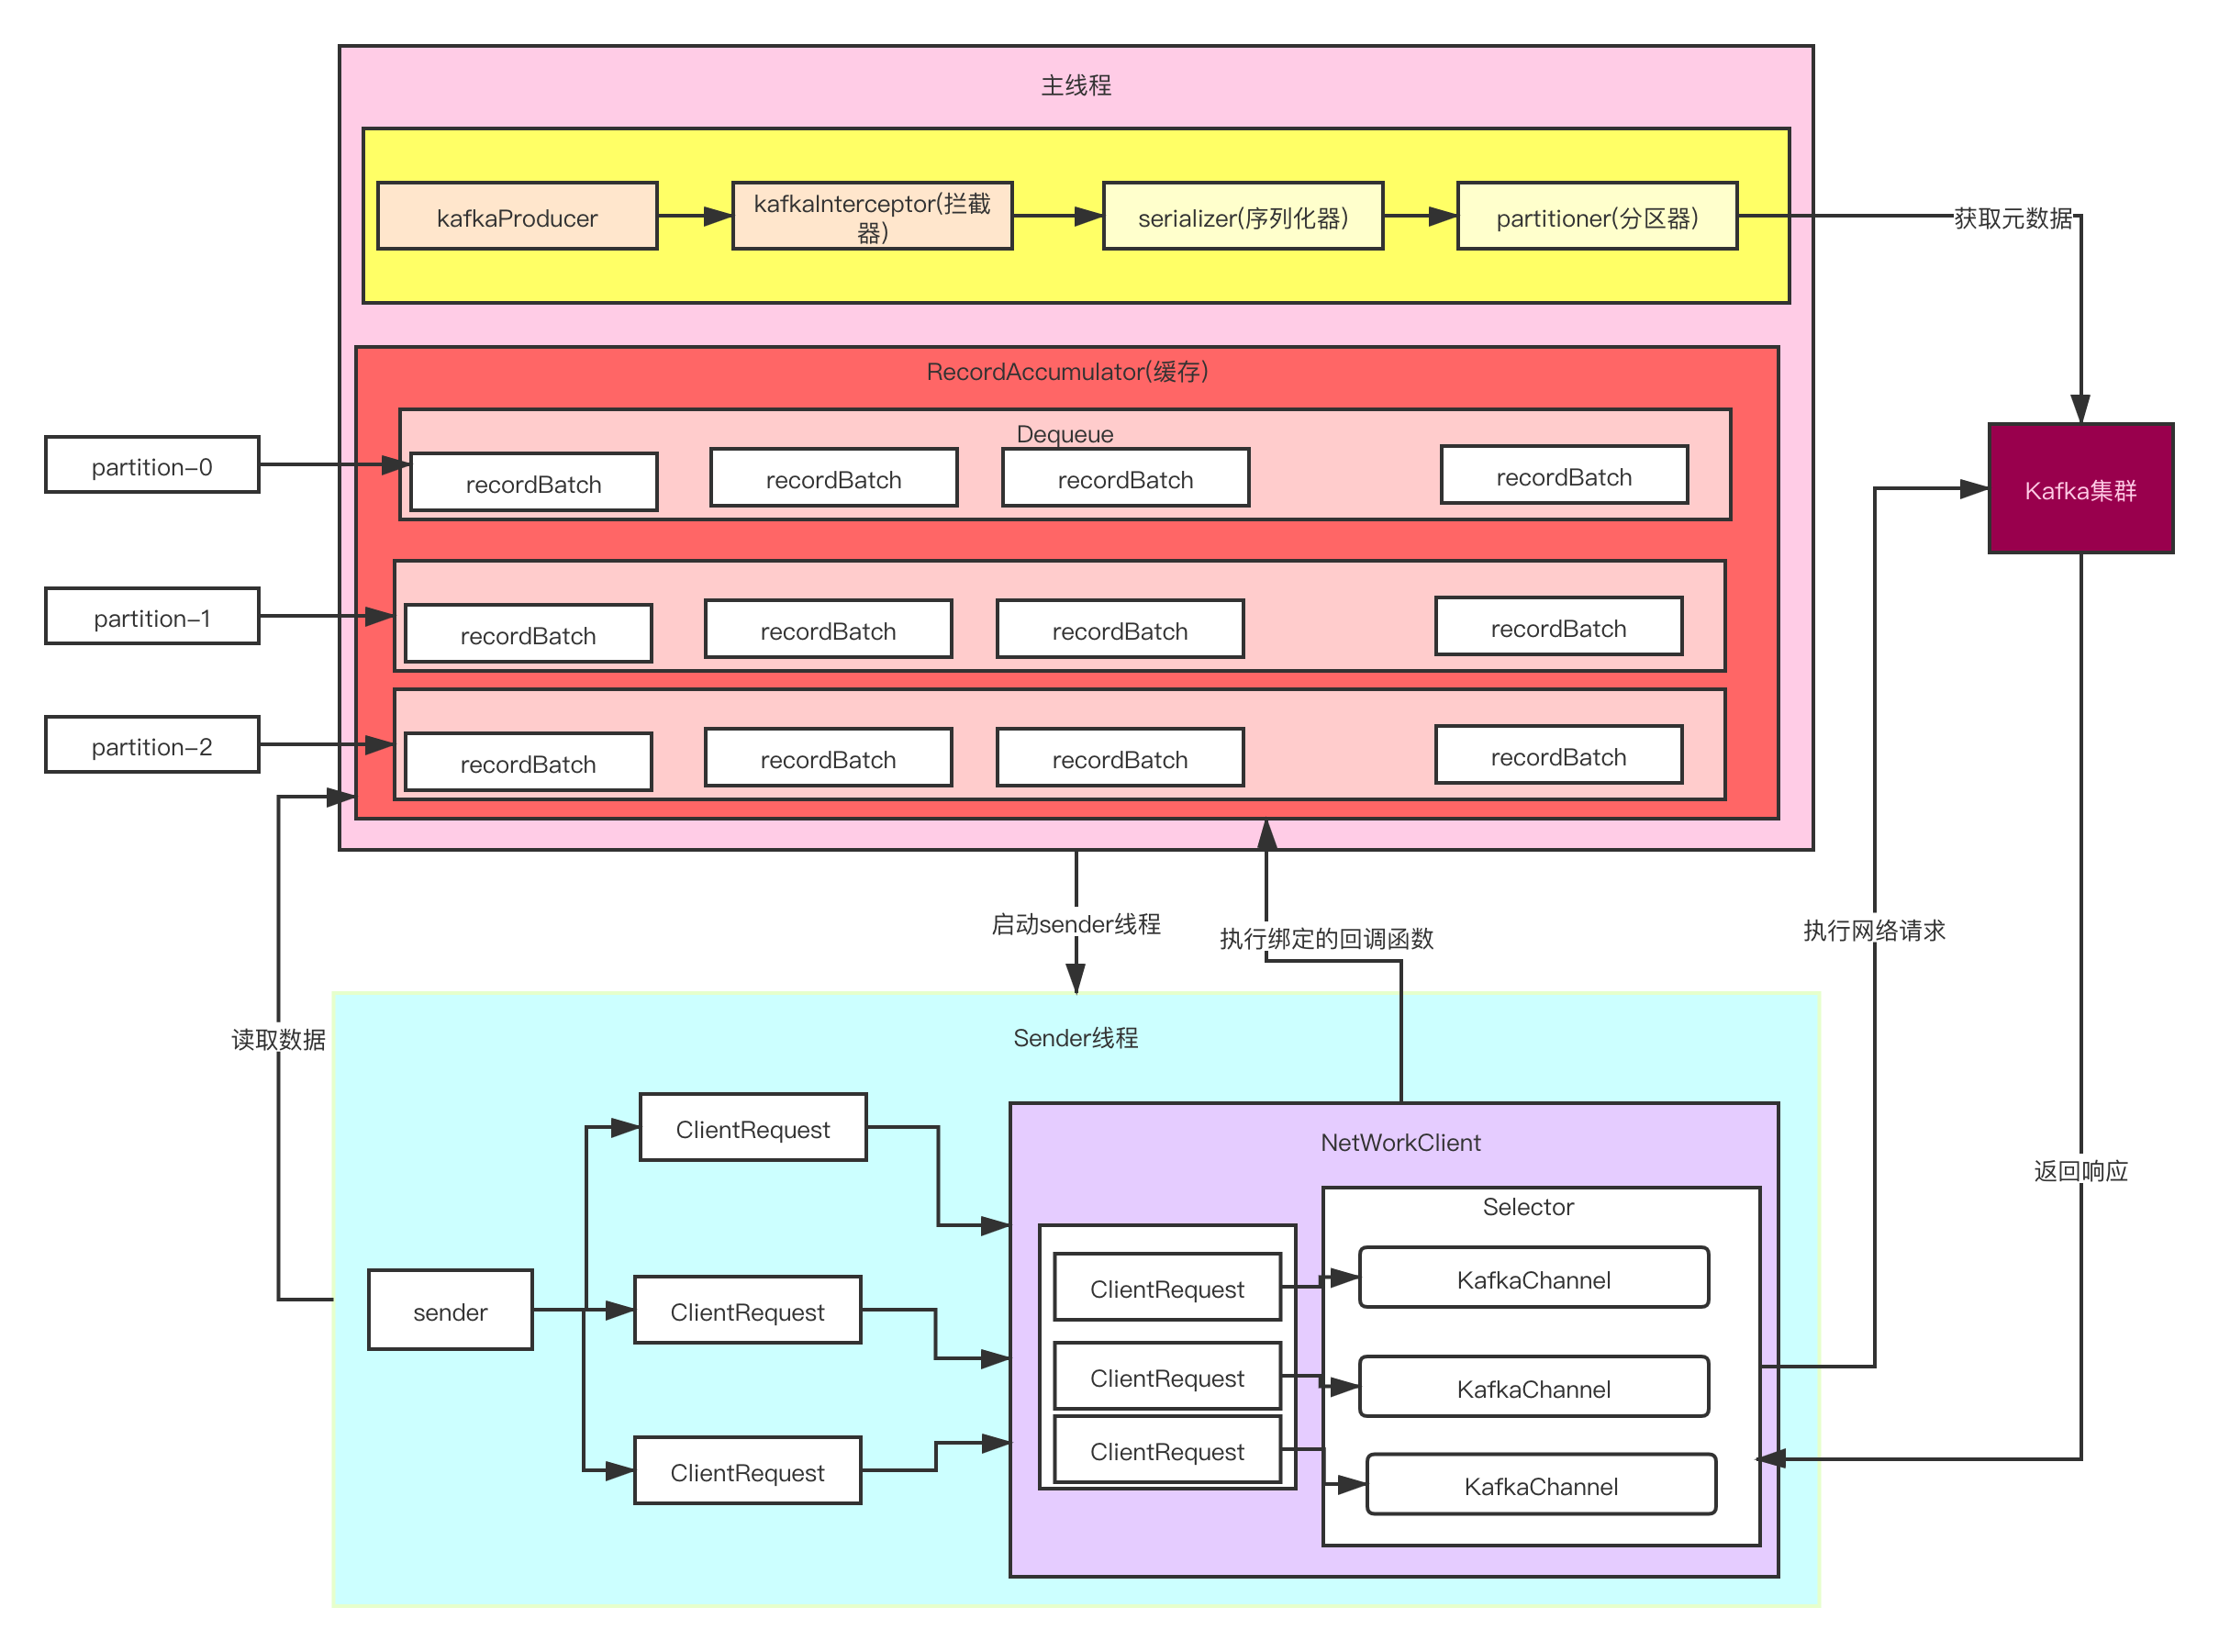 主线程
kafkaProducer
kafkaInterceptor(拦截
器)
serializer(序列化器)
partitioner(分区器)
获取元数据
RecordAccumulator(缓存)
Dequeue
partition-0
recordBatch
recordBatch
recordBatch
recordBatch
Kafka集群
partition-1
recordBatch
recordBatch
recordBatch
recordBatch
partition-2
recordBatch
recordBatch
recordBatch
recordBatch
启动sender线程
执行绑定的回调函数
执行网络请求
读取数据
Sender线程
返回响应
ClientRequest
NetWorkClient
Selector
sender
ClientRequest
ClientRequest
ClientRequest
KafkaChannel
ClientRequest
KafkaChannel
ClientRequest
KafkaChannel